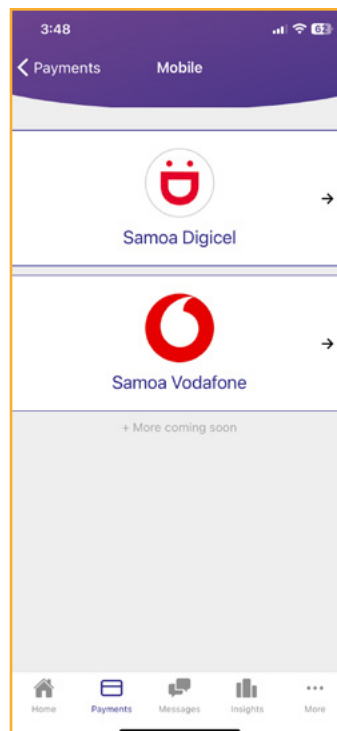 3:48
62
Payments
Mobile
Samoa Digicel
Samoa Vodafone
+ More coming soon
Home
Payments
Messages
Insights
More